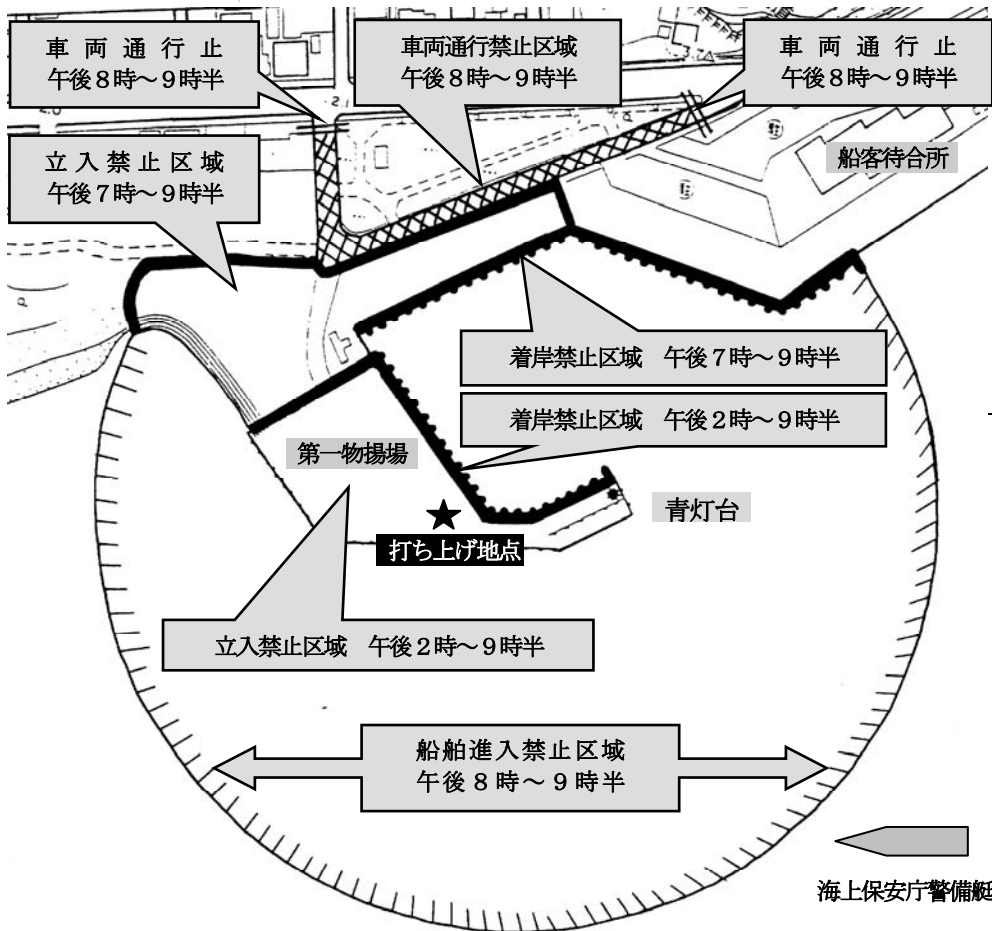 車両通行止
午後８時～９時半
車両通行禁止区域
午後８時～９時半
車両通行止
午後８時～９時半
立入禁止区域
午後７時～９時半
船客待合所
着岸禁止区域　午後７時～９時半
着岸禁止区域　午後２時～９時半
第一物揚場
青灯台
★
打ち上げ地点
立入禁止区域　午後２時～９時半
船舶進入禁止区域
午後８時～９時半
海上保安庁警備艇